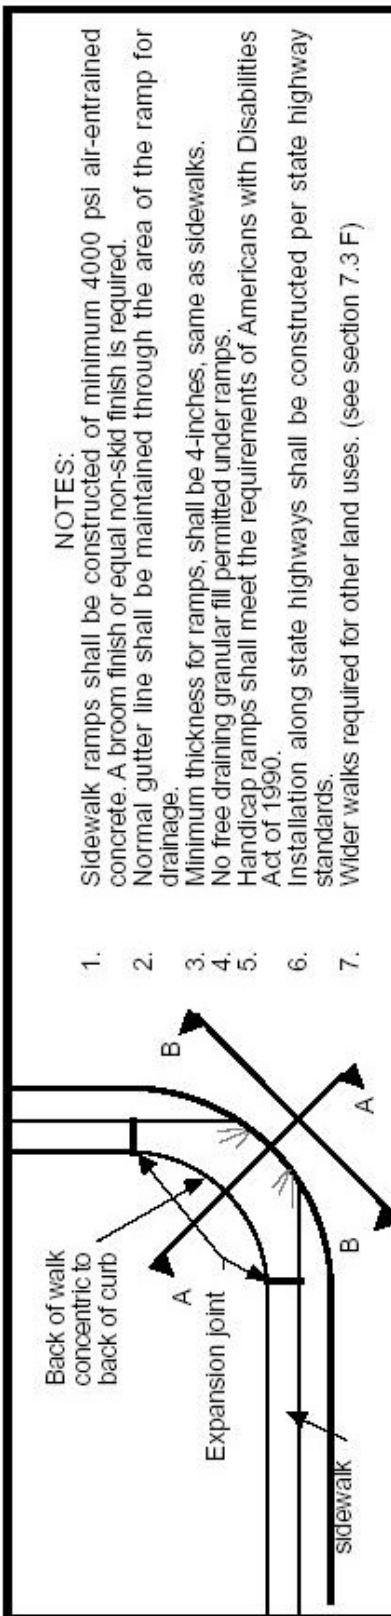 NOTES:
1. Sidewalk ramps shall be constructed of minimum 4000 psi air-entrained
concrete. A broom finish or equal non-skid finish is required.
2. Normal gutter line shall be maintained through the area of the ramp for
drainage.
3. Minimum thickness for ramps, shall be 4-inches, same as sidewalks.
4. No free draining granular fill permitted under ramps.
5. Handicap ramps shall meet the requirements of Americans with Disabilities
Act of 1990.
6. Installation along state highways shall be constructed per state highway
standards.
7. Wider walks required for other land uses. (see section 7.3 F)
Back of walk
concentric to
back of curb
A
B
Expansion joint
sidewalk
B
A